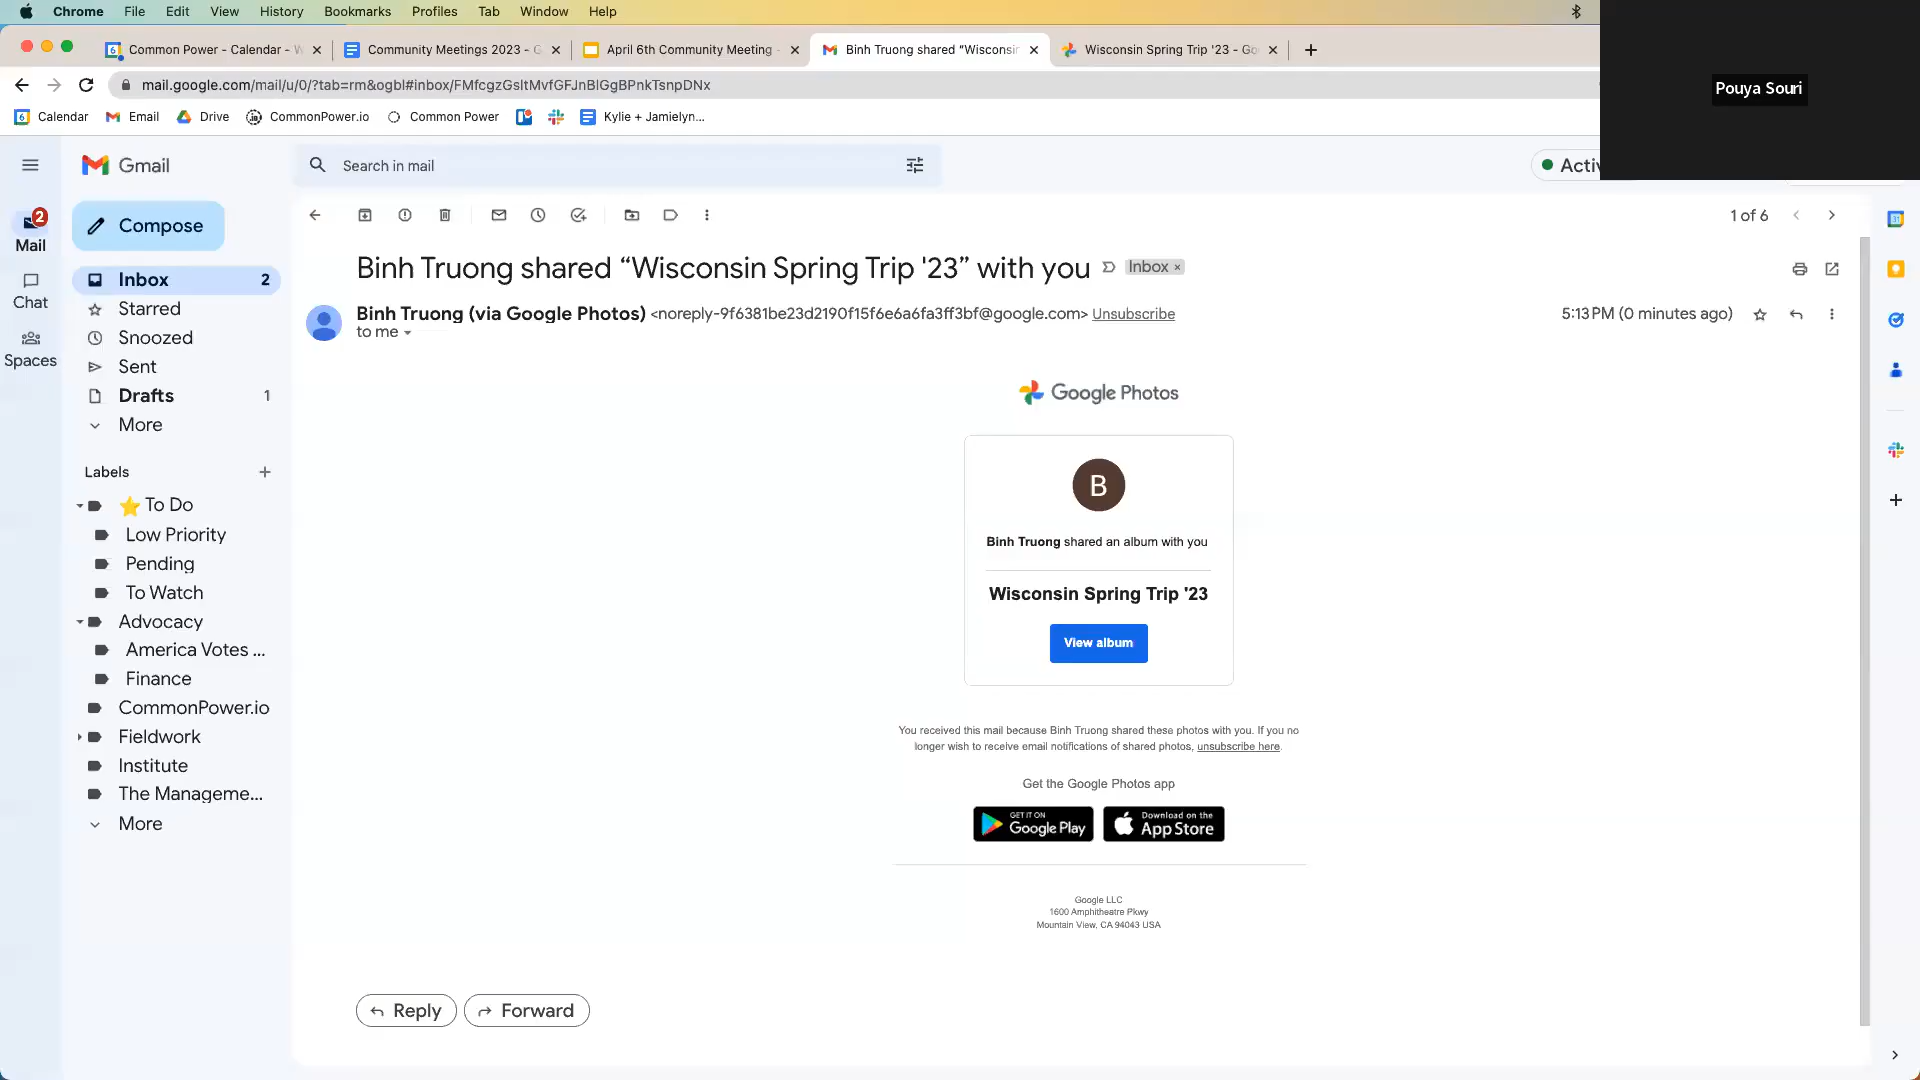 Chrome File Edit View History Bookmarks Profiles Tab Window Help
Common Power - Calendar - W
Community Meetings 2023 - G
April 6th Community Meeting -
Binh Truong shared “Wisconsin
Wisconsin Spring Trip '23 - Go
Pouya Souri
mail.google.com/mail/u/0/?tab=rm&ogbl#inbox/FMfcgzGsltMvfGFJnBlGgBPnkTsnpDNx
Calendar Email Drive CommonPower.io Common Power Kylie + Jamielyn...
Gmail
Search in mail
Activ
Compose
1 of 6
2
Mail
Chat
Spaces
Inbox 2
Starred
Snoozed
Sent
Drafts 1
More
Labels
To Do
Low Priority
Pending
To Watch
Advocacy
America Votes ...
Finance
CommonPower.io
Fieldwork
Institute
The Manageme...
More
Binh Truong shared “Wisconsin Spring Trip '23” with you Inbox ×
Binh Truong (via Google Photos) <noreply-9f6381be23d2190f15f6e6a6fa3ff3bf@google.com> Unsubscribe
5:13 PM (0 minutes ago)
to me
Google Photos
B
Binh Truong shared an album with you
Wisconsin Spring Trip '23
View album
You received this mail because Binh Truong shared these photos with you. If you no
longer wish to receive email notifications of shared photos, unsubscribe here.
Get the Google Photos app
GET IT ON
Google Play
Download on the
App Store
Google LLC
1600 Amphitheatre Pkwy
Mountain View, CA 94043 USA
Reply Forward